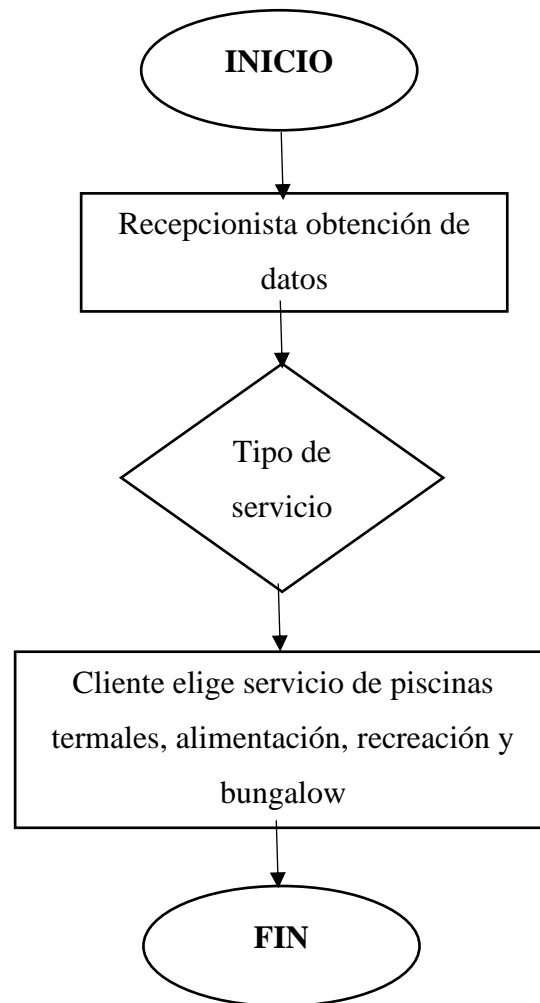 INICIO
Recepcionista obtención de
datos
Tipo de
servicio
Cliente elige servicio de piscinas
termales, alimentación, recreación y
bungalow
FIN